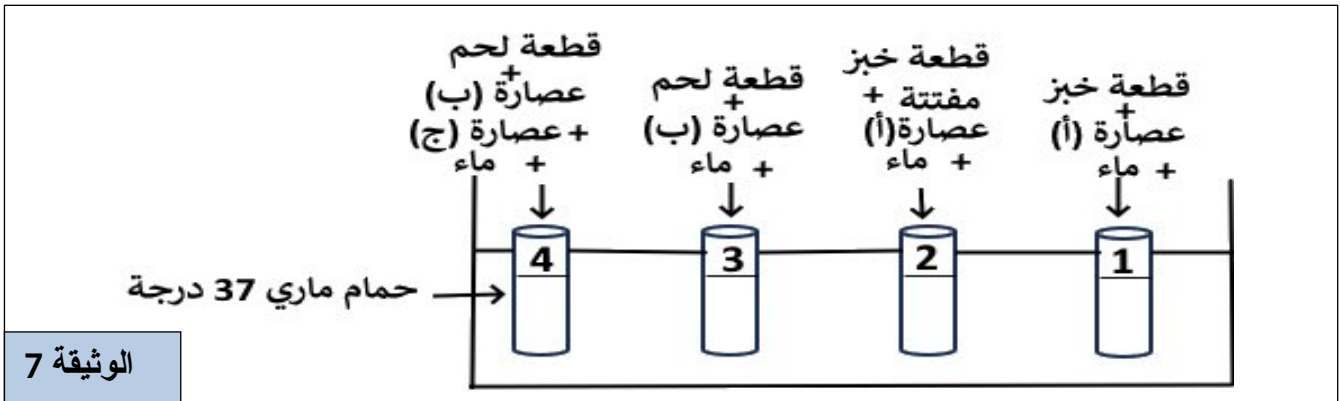 قطعة خبز
+
عصارة (أ)
+ ماء
قطعة خبز
مفتتة +
عصارة(أ)
+ ماء
قطعة لحم
+
عصارة (ب)
+ ماء
قطعة لحم
+
عصارة (ب)
+ عصارة (ج)
+ ماء
1
2
3
4
حمام ماري 37 درجة
الوثيقة 7